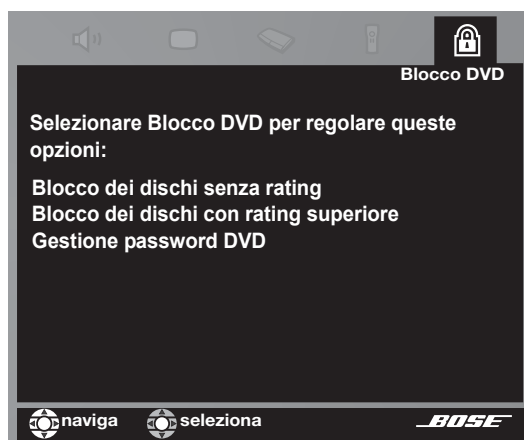 Blocco DVD
Selezionare Blocco DVD per regolare queste
opzioni:
Blocco dei dischi senza rating
Blocco dei dischi con rating superiore
Gestione password DVD
naviga seleziona BOSE